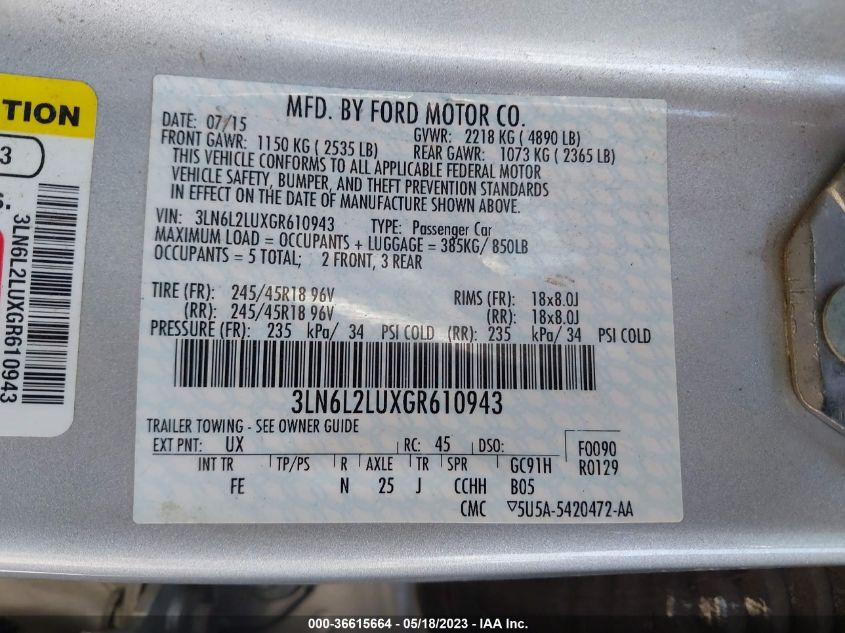 TION
3
S.
3LN6L2LUXGR610943
MFD. BY FORD MOTOR CO.
DATE: 07/15 GVWR: 2218 KG ( 4890 LB)
FRONT GAWR: 1150 KG ( 2535 LB) REAR GAWR: 1073 KG ( 2365 LB)
THIS VEHICLE CONFORMS TO ALL APPLICABLE FEDERAL MOTOR
VEHICLE SAFETY, BUMPER, AND THEFT PREVENTION STANDARDS
IN EFFECT ON THE DATE OF MANUFACTURE SHOWN ABOVE.
VIN: 3LN6L2LUXGR610943 TYPE: Passenger Car
MAXIMUM LOAD = OCCUPANTS + LUGGAGE = 385KG/ 850LB
OCCUPANTS = 5 TOTAL; 2 FRONT, 3 REAR
TIRE (FR): 245/45R18 96V RIMS (FR): 18x8.0J
(RR): 245/45R18 96V (RR): 18x8.0J
PRESSURE (FR): 235 kPa/ 34 PSI COLD (RR): 235 kPa/ 34 PSI COLD
3LN6L2LUXGR610943
TRAILER TOWING - SEE OWNER GUIDE
EXT PNT: UX RC: 45 DSO: F0090
R0129
INT TR TP/PS R AXLE TR SPR GC91H
FE N 25 J CCHH B05
CMC ▽5U5A-5420472-AA
000-36615664 - 05/18/2023 - IAA Inc.